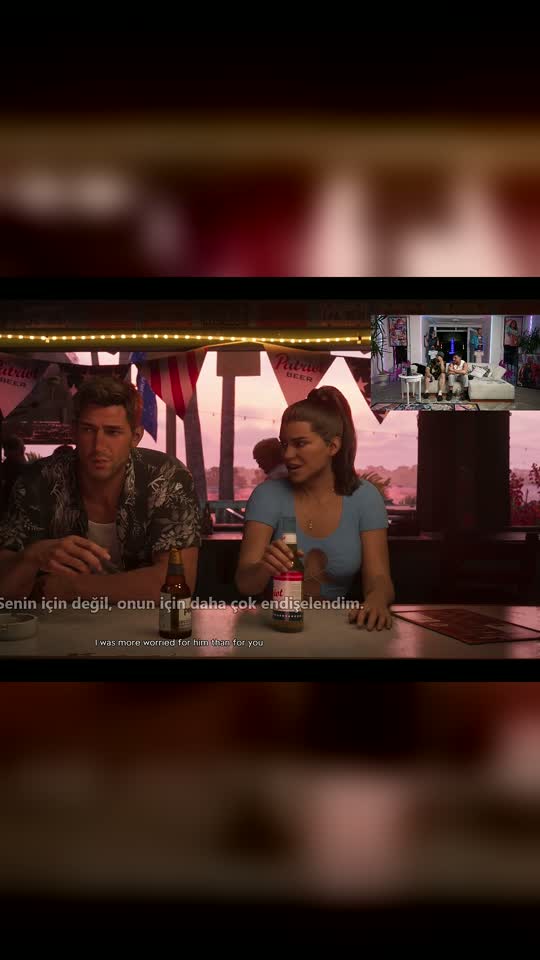 Patriot
BEER
Patriot
BEER
Senin için değil, onun için daha çok endişelendim.
I was more worried for him than for you